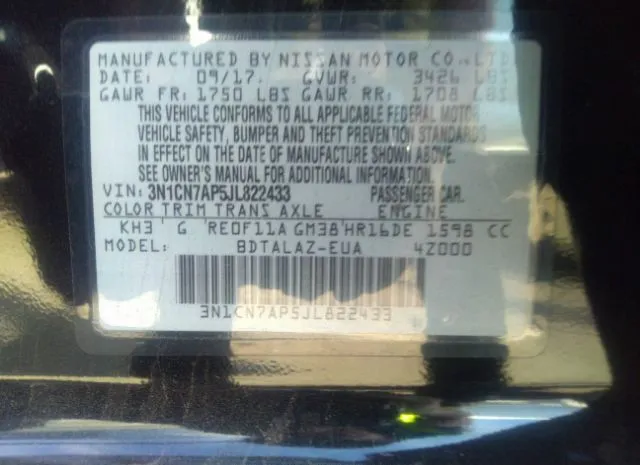 MANUFACTURED BY NISSAN MOTOR CO., LTD
DATE: 09/17. GVWR: 3426 LBS
GAWR FR: 1750 LBS GAWR RR: 1708 LBS
THIS VEHICLE CONFORMS TO ALL APPLICABLE FEDERAL MOTOR
VEHICLE SAFETY, BUMPER AND THEFT PREVENTION STANDARDS
IN EFFECT ON THE DATE OF MANUFACTURE SHOWN ABOVE.
SEE OWNER'S MANUAL FOR ADDITIONAL INFORMATION.
VIN: 3N1CN7AP5JL822433 PASSENGER CAR.
COLOR TRIM TRANS AXLE ENGINE
KH3 G RE0F11A GM38 HR16DE 1598 CC
MODEL: BDTALAZ-EUA 4Z000
3N1CN7AP5JL822433